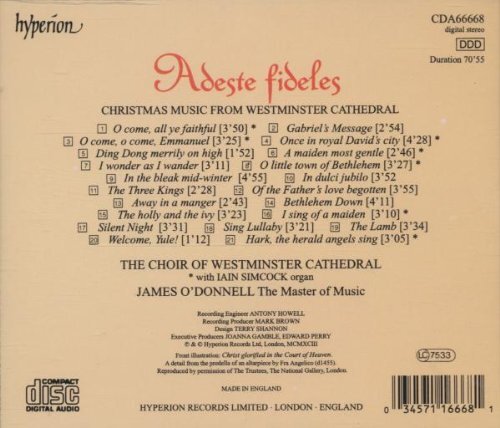 hyperion
CDA66668
digital stereo
DDD
Duration 70'55
Adeste fideles
CHRISTMAS MUSIC FROM WESTMINSTER CATHEDRAL
1 O come, all ye faithful [3'50] * 2 Gabriel's Message [2'54]
3 O come, o come, Emmanuel [3'25] * 4 Once in royal David's city [4'28] *
5 Ding Dong merrily on high [1'52] 6 A maiden most gentle [2'46] *
7 I wonder as I wander [3'11] 8 O little town of Bethlehem [3'27] *
9 In the bleak mid-winter [4'55] 10 In dulci jubilo [3'52
11 The Three Kings [2'28] 12 Of the Father's love begotten [3'55]
13 Away in a manger [2'43] 14 Bethlehem Down [4'11]
15 The holly and the ivy [3'23] 16 I sing of a maiden [3'10] *
17 Silent Night [3'31] 18 Sing Lullaby [3'21] 19 The Lamb [3'34]
20 Welcome, Yule! [1'12] 21 Hark, the herald angels sing [3'05] *
THE CHOIR OF WESTMINSTER CATHEDRAL
* with IAIN SIMCOCK organ
JAMES O'DONNELL The Master of Music
Recording Engineer ANTONY HOWELL
Recording Producer MARK BROWN
Design TERRY SHANNON
Executive Producers JOANNA GAMBLE, EDWARD PERRY
℗ & © Hyperion Records Ltd, London, MCMXCIII
Front illustration: Christ glorified in the Court of Heaven.
A detail from the predella of an altarpiece by Fra Angelico (d1455).
Reproduced by permission of The Trustees, The National Gallery, London.
LC 7533
COMPACT
disc
DIGITAL AUDIO
MADE IN ENGLAND
HYPERION RECORDS LIMITED · LONDON · ENGLAND
0 34571 16668 1